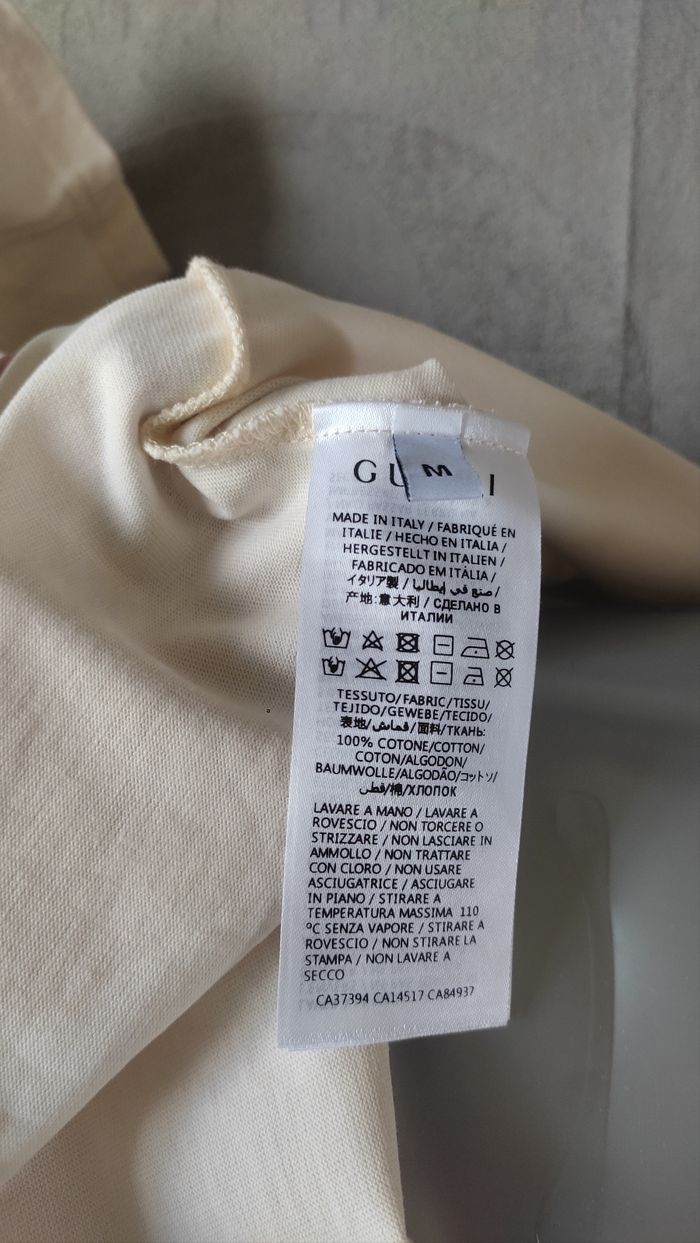 GU I
M
MADE IN ITALY / FABRIQUÉ EN
ITALIE / HECHO EN ITALIA /
HERGESTELLT IN ITALIEN /
FABRICADO EM ITÁLIA /
イタリア製 / صنع في إيطاليا /
产地:意大利 / СДЕЛАНО В
ИТАЛИИ
TESSUTO/FABRIC/TISSU/
TEJIDO/GEWEBE/TECIDO/
表地/قماش/面料/ТКАНЬ:
100% COTONE/COTTON/
COTON/ALGODON/
BAUMWOLLE/ALGODÃO/コットン/
قطن/棉/ХЛОПОК
LAVARE A MANO / LAVARE A
ROVESCIO / NON TORCERE O
STRIZZARE / NON LASCIARE IN
AMMOLLO / NON TRATTARE
CON CLORO / NON USARE
ASCIUGATRICE / ASCIUGARE
IN PIANO / STIRARE A
TEMPERATURA MASSIMA 110
ºC SENZA VAPORE / STIRARE A
ROVESCIO / NON STIRARE LA
STAMPA / NON LAVARE A
SECCO
CA37394 CA14517 CA84937